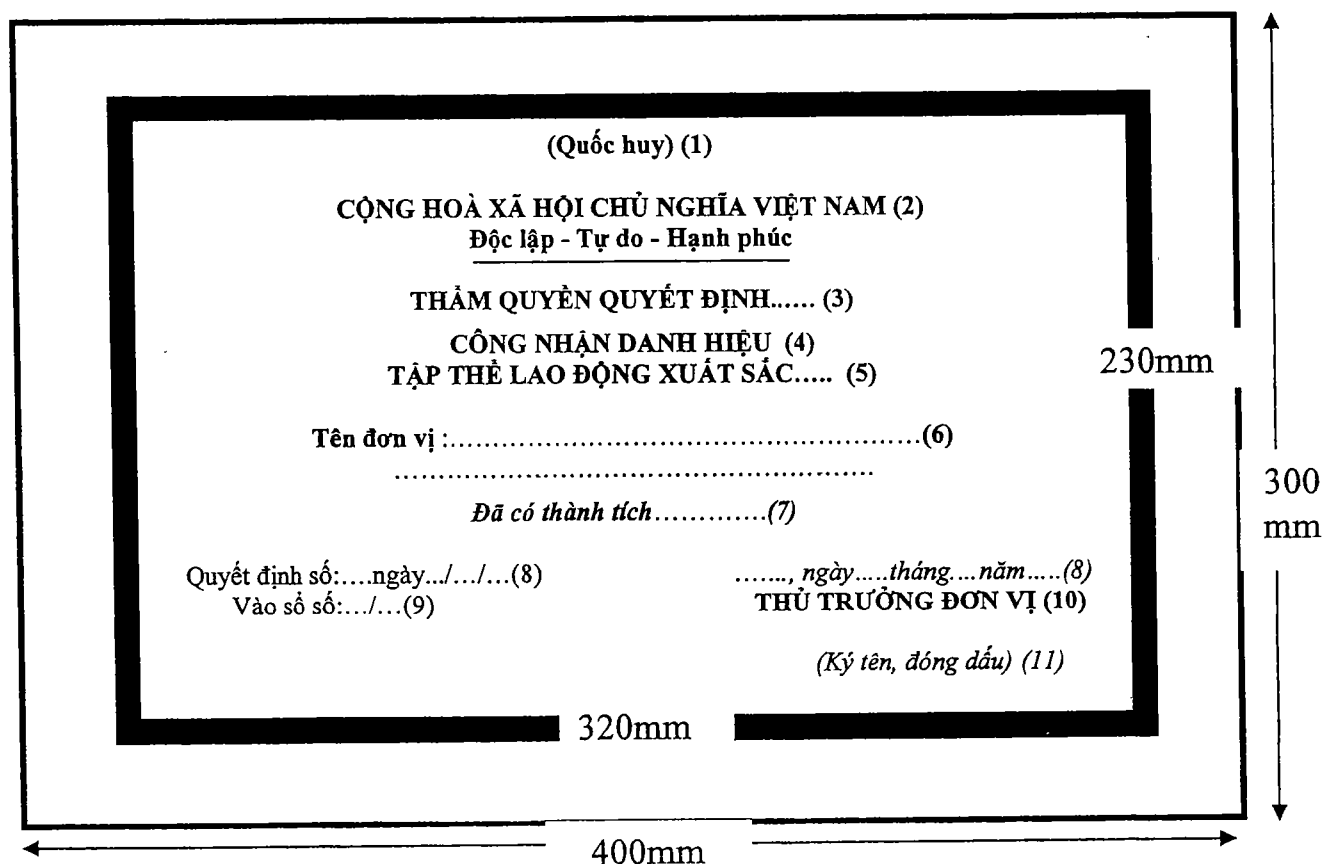 (Quốc huy) (1)
CỘNG HOÀ XÃ HỘI CHỦ NGHĨA VIỆT NAM (2)
Độc lập - Tự do - Hạnh phúc
THẨM QUYỀN QUYẾT ĐỊNH...... (3)
CÔNG NHẬN DANH HIỆU (4)
TẬP THỂ LAO ĐỘNG XUẤT SẮC..... (5)
230mm
Tên đơn vị :...........................................................(6)
............................................................
300
mm
Đã có thành tích.............(7)
Quyết định số:....ngày.../.../...(8)
Vào sổ số:.../...(9)
......., ngày.....tháng....năm.....(8)
THỦ TRƯỞNG ĐƠN VỊ (10)
(Ký tên, đóng dấu) (11)
320mm
400mm